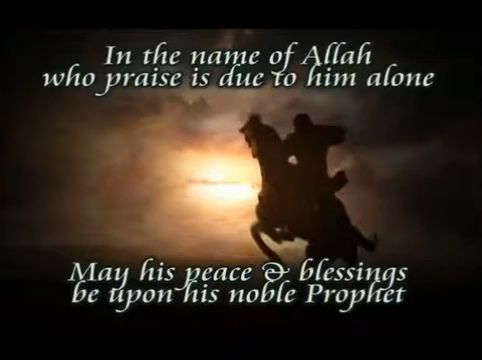 In the name of Allah
who praise is due to him alone
May his peace & blessings
be upon his noble Prophet